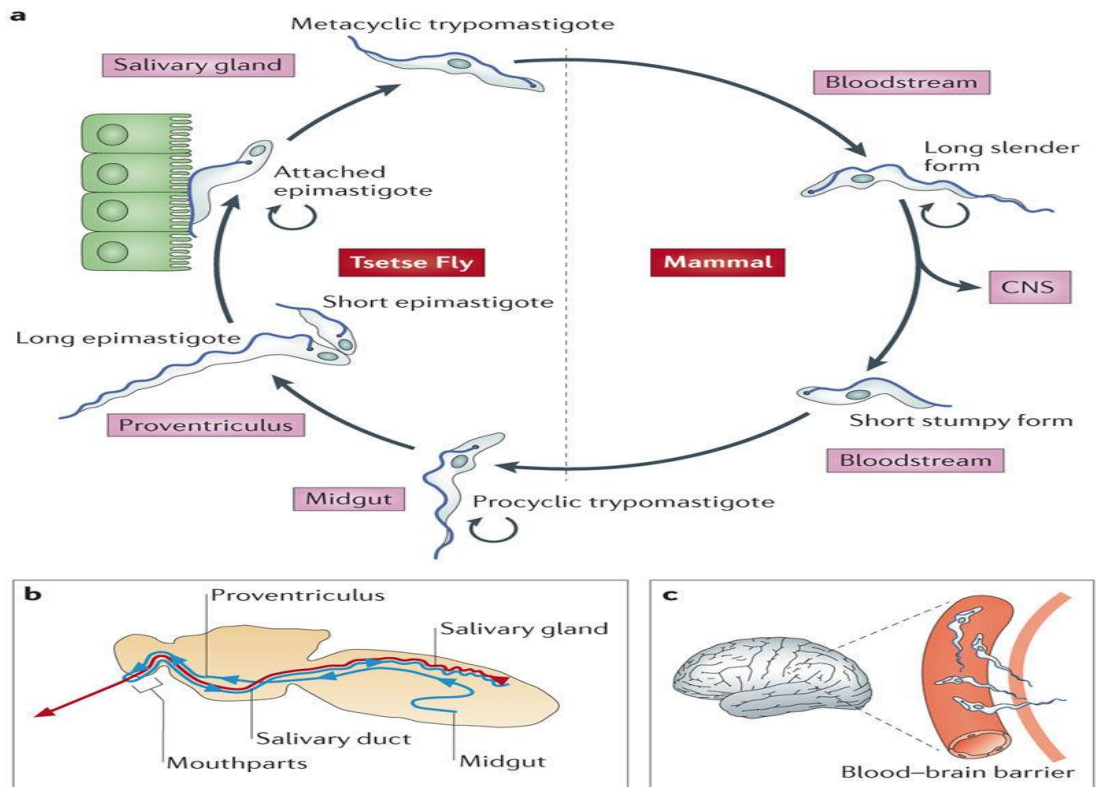 a
Metacyclic trypomastigote
Salivary gland
Bloodstream
Long slender
form
Attached
epimastigote
Tsetse Fly
Mammal
CNS
Short epimastigote
Long epimastigote
Proventriculus
Short stumpy form
Bloodstream
Midgut
Procyclic trypomastigote
b
Proventriculus
Salivary gland
Salivary duct
Mouthparts
Midgut
c
Blood–brain barrier